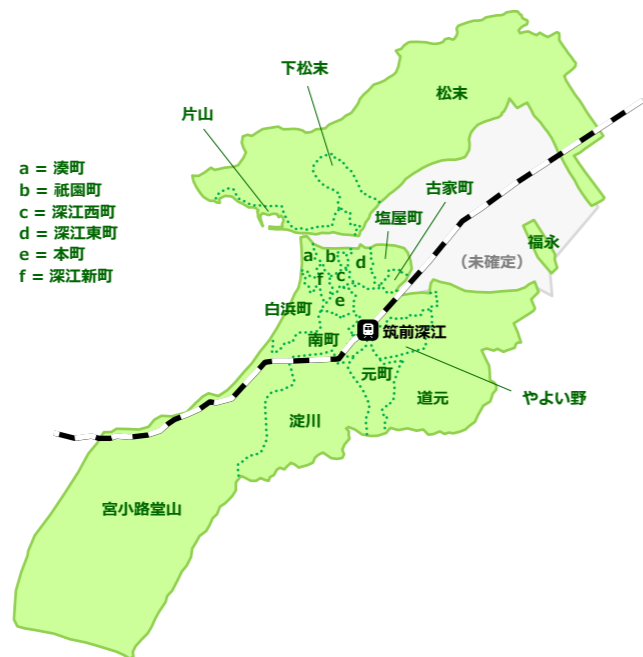 下松末
松末
片山
a = 湊町
b = 祇園町
c = 深江西町
d = 深江東町
e = 本町
f = 深江新町
古家町
塩屋町
福永
（未確定）
a
b
c
d
e
f
白浜町
南町
筑前深江
元町
やよい野
道元
淀川
宮小路堂山